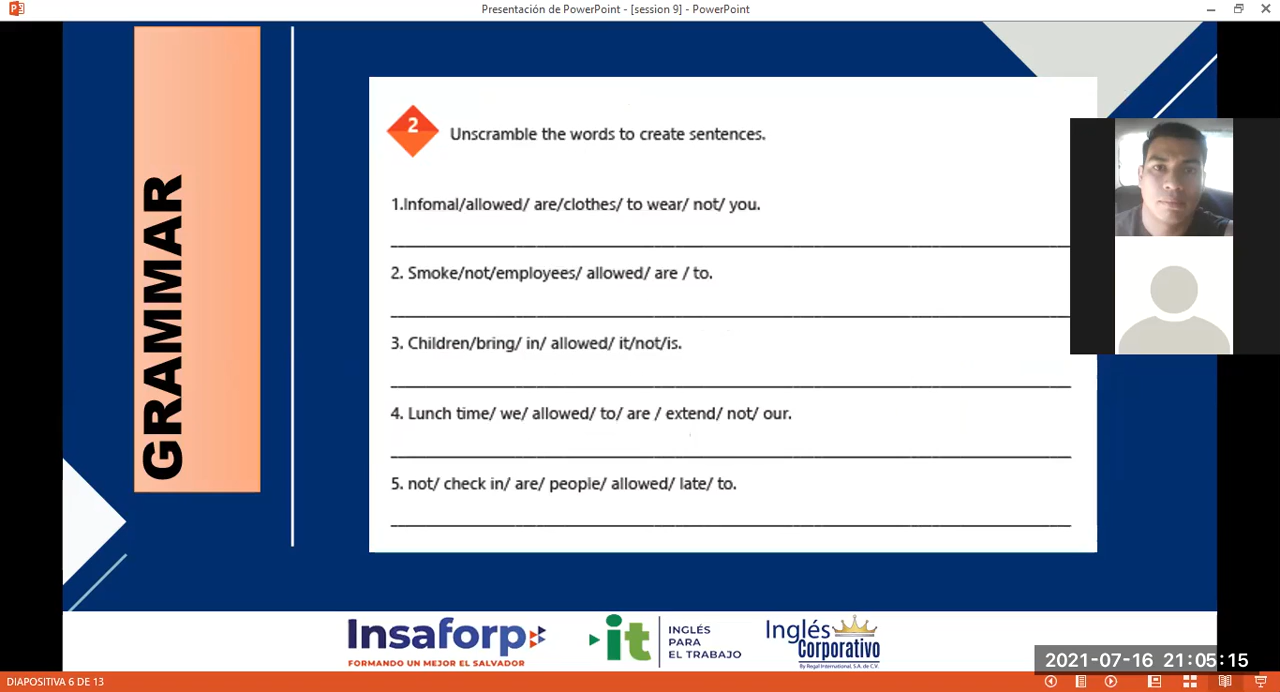 Presentación de PowerPoint - [session 9] - PowerPoint
GRAMMAR
2
Unscramble the words to create sentences.
1.Infomal/allowed/ are/clothes/ to wear/ not/ you.
2. Smoke/not/employees/ allowed/ are / to.
3. Children/bring/ in/ allowed/ it/not/is.
4. Lunch time/ we/ allowed/ to/ are / extend/ not/ our.
5. not/ check in/ are/ people/ allowed/ late/ to.
Insaforp
FORMANDO UN MEJOR EL SALVADOR
it
INGLÉS
PARA
EL TRABAJO
Inglés
Corporativo
By Regal International, S.A. de C.V.
2021-07-16 21:05:15
DIAPOSITIVA 6 DE 13